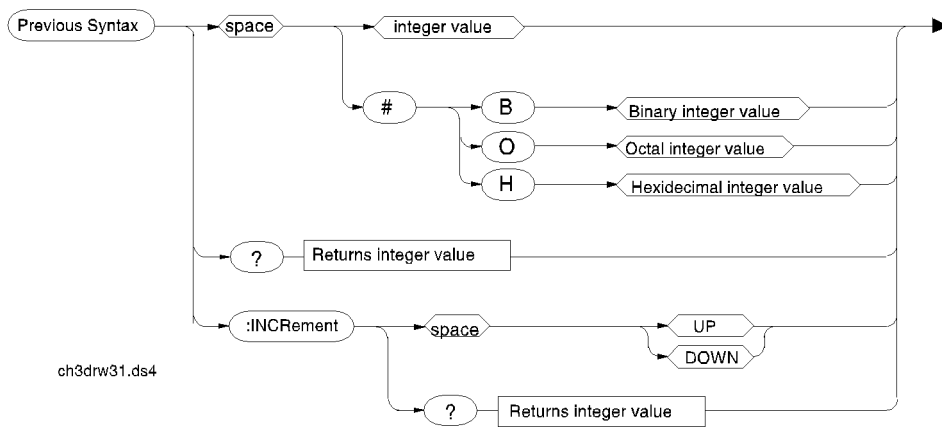 Previous Syntax
space
integer value
#
B
Binary integer value
O
Octal integer value
H
Hexidecimal integer value
?
Returns integer value
:INCRement
space
UP
DOWN
?
Returns integer value
ch3drw31.ds4